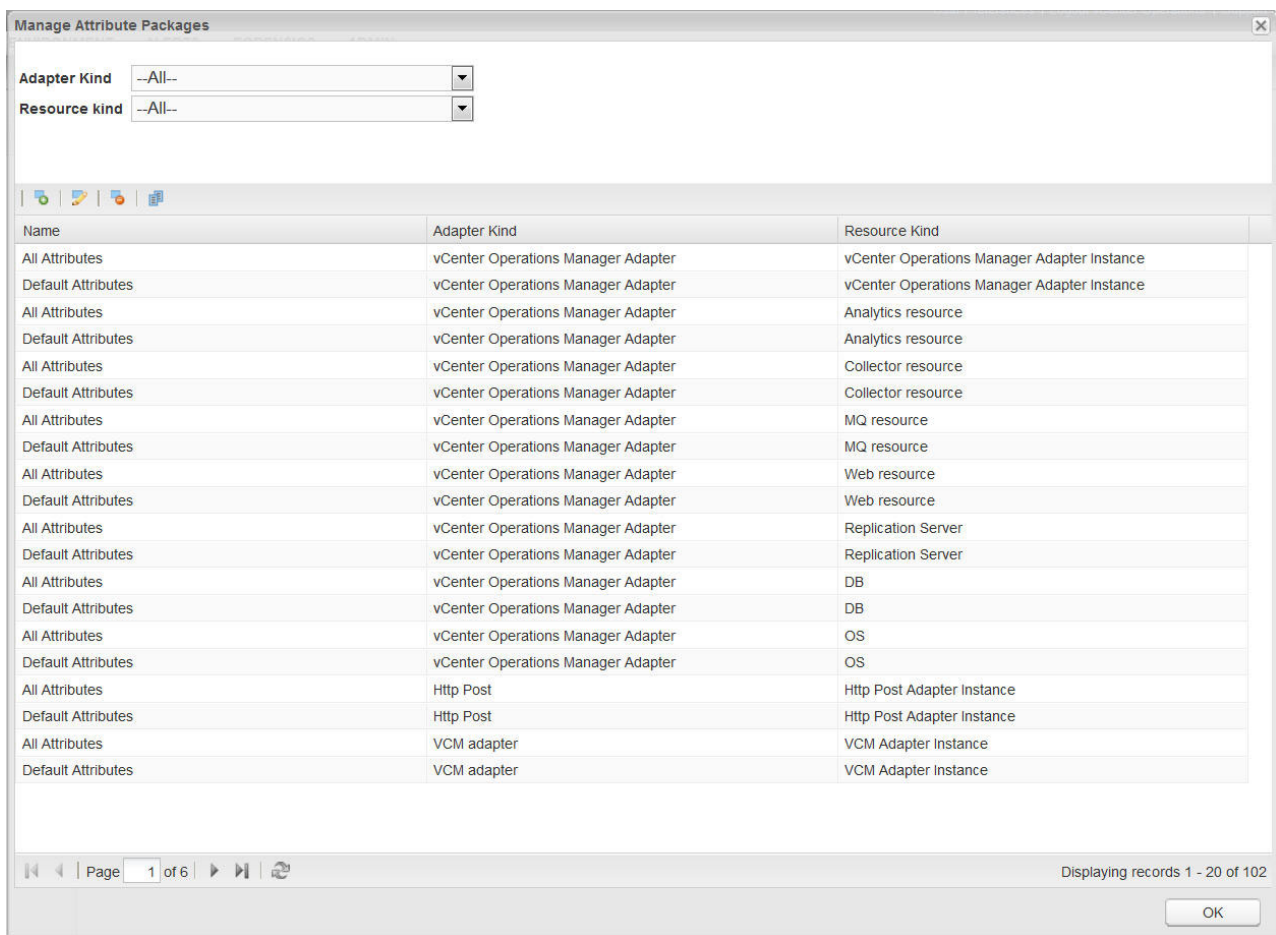 Manage Attribute Packages
Adapter Kind --All--
Resource kind --All--
Name Adapter Kind Resource Kind
All Attributes vCenter Operations Manager Adapter vCenter Operations Manager Adapter Instance
Default Attributes vCenter Operations Manager Adapter vCenter Operations Manager Adapter Instance
All Attributes vCenter Operations Manager Adapter Analytics resource
Default Attributes vCenter Operations Manager Adapter Analytics resource
All Attributes vCenter Operations Manager Adapter Collector resource
Default Attributes vCenter Operations Manager Adapter Collector resource
All Attributes vCenter Operations Manager Adapter MQ resource
Default Attributes vCenter Operations Manager Adapter MQ resource
All Attributes vCenter Operations Manager Adapter Web resource
Default Attributes vCenter Operations Manager Adapter Web resource
All Attributes vCenter Operations Manager Adapter Replication Server
Default Attributes vCenter Operations Manager Adapter Replication Server
All Attributes vCenter Operations Manager Adapter DB
Default Attributes vCenter Operations Manager Adapter DB
All Attributes vCenter Operations Manager Adapter OS
Default Attributes vCenter Operations Manager Adapter OS
All Attributes Http Post Http Post Adapter Instance
Default Attributes Http Post Http Post Adapter Instance
All Attributes VCM adapter VCM Adapter Instance
Default Attributes VCM adapter VCM Adapter Instance
Page 1 of 6 Displaying records 1 - 20 of 102
OK